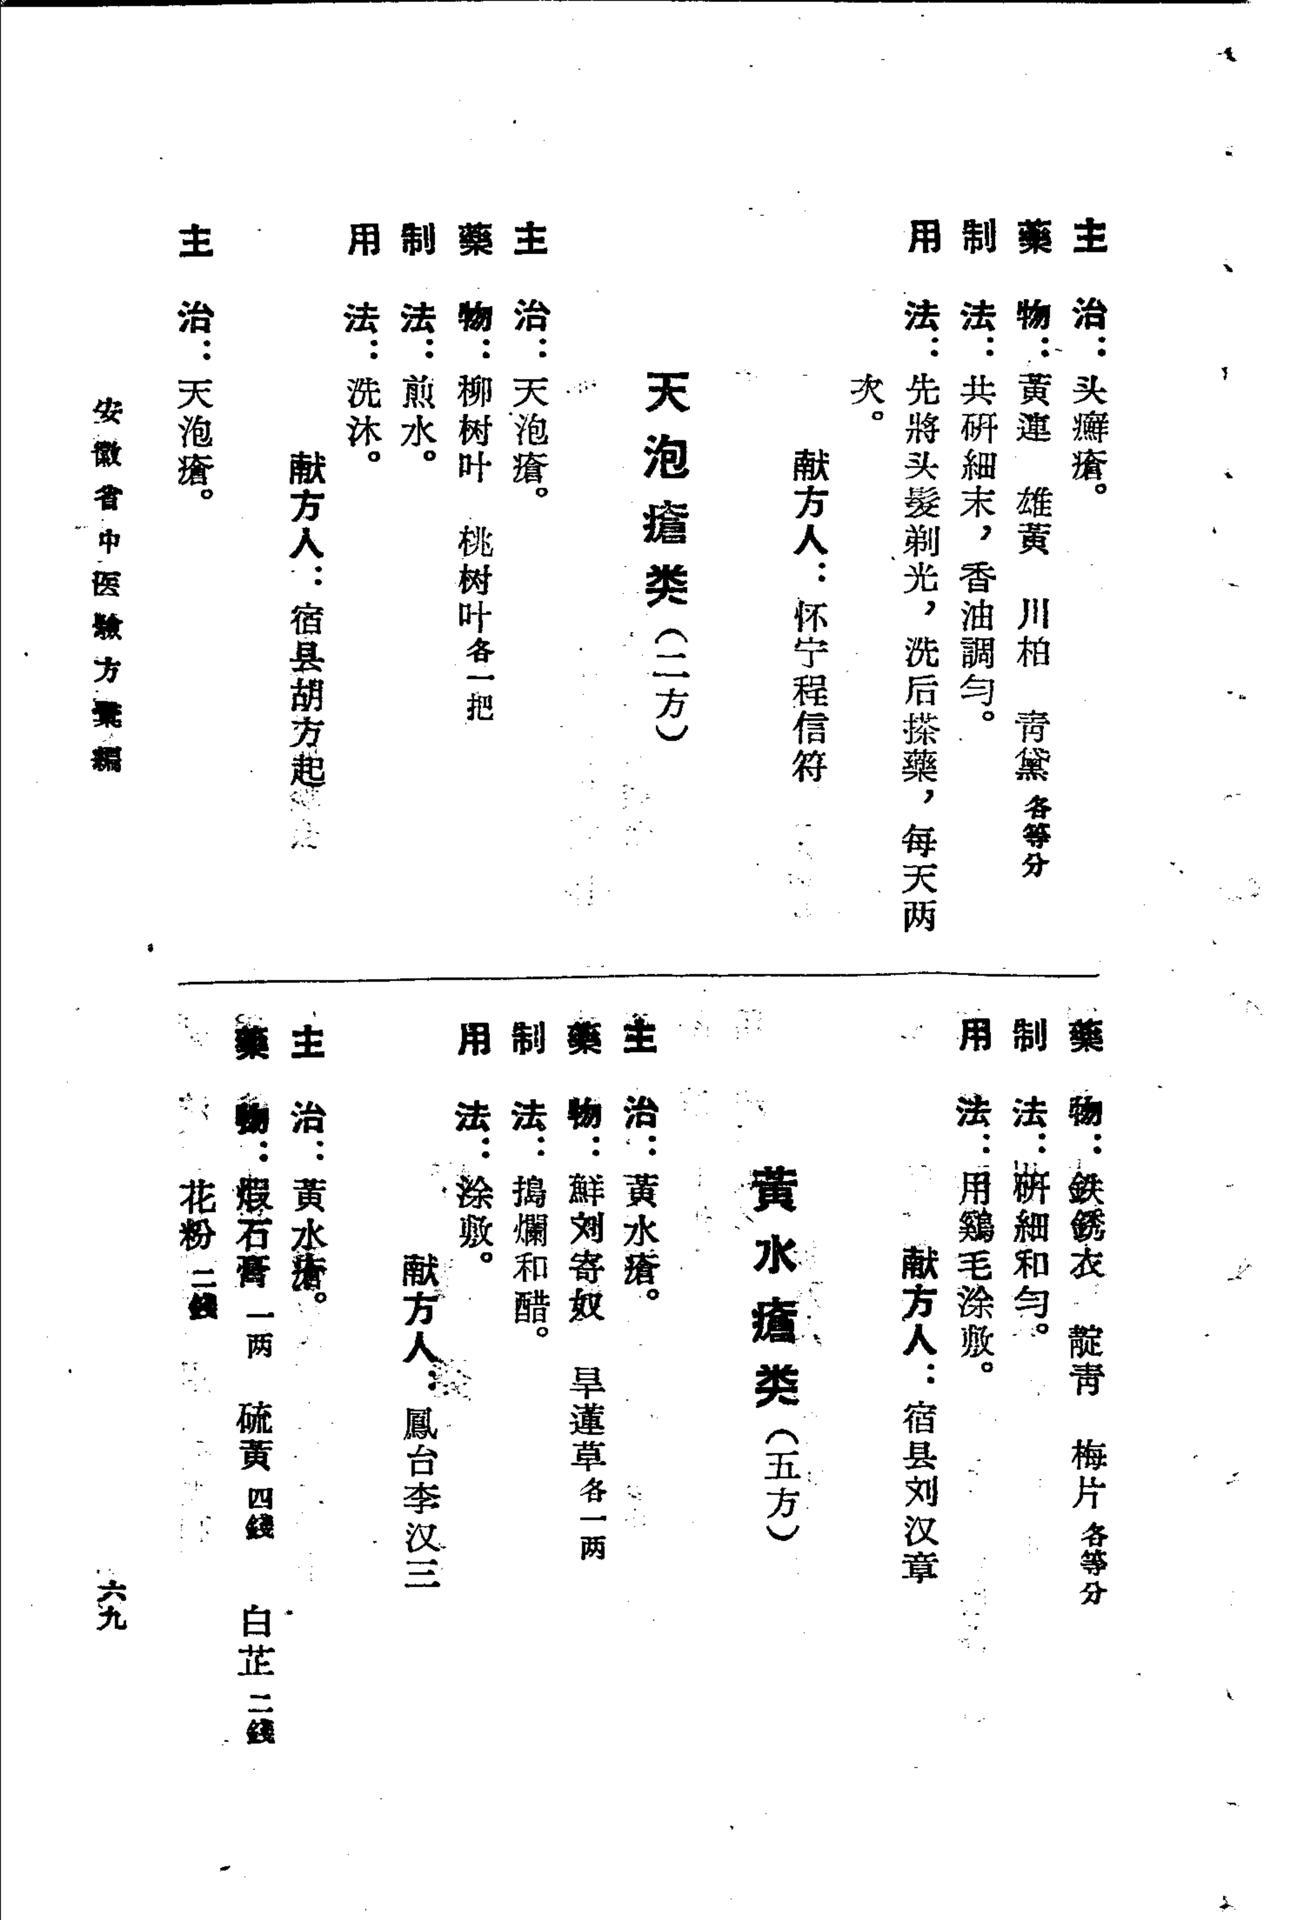 主　治：头癬瘡。
藥　物：黃連　雄黃　川柏　靑黛各等分
制　法：共研細末，香油調勻。
用　法：先將头髮剃光，洗后搽藥，每天两
次。
献方人：怀宁程信符
天泡瘡类（二方）
主　治：天泡瘡。
藥　物：柳树叶　桃树叶各一把
制　法：煎水。
用　法：洗沐。
献方人：宿县胡方起
主　治：天泡瘡。
藥　物：鉄銹衣　靛靑　梅片各等分
制　法：研細和勻。
用　法：用鷄毛涂敷。
献方人：宿县刘汉章
黃水瘡类（五方）
主　治：黃水瘡。
藥　物：鮮刘寄奴　旱蓮草各一两
制　法：搗爛和醋。
用　法：涂敷。
献方人：鳳台李汉三
主　治：黃水瘡。
藥　物：煆石膏一两　硫黃四錢　白芷二錢
花粉二錢
安徽省中医驗方彙編
六九